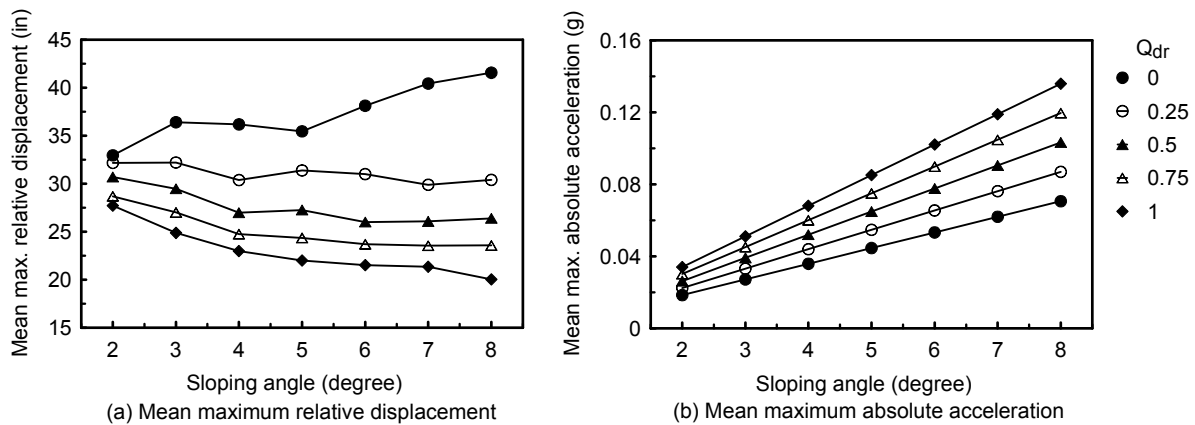 Mean max. relative displacement (in)
45
40
35
30
25
20
15
2 3 4 5 6 7 8
Sloping angle (degree)
(a) Mean maximum relative displacement
Mean max. absolute acceleration (g)
0.16
0.12
0.08
0.04
0
2 3 4 5 6 7 8
Sloping angle (degree)
(b) Mean maximum absolute acceleration
Qdr
0
0.25
0.5
0.75
1